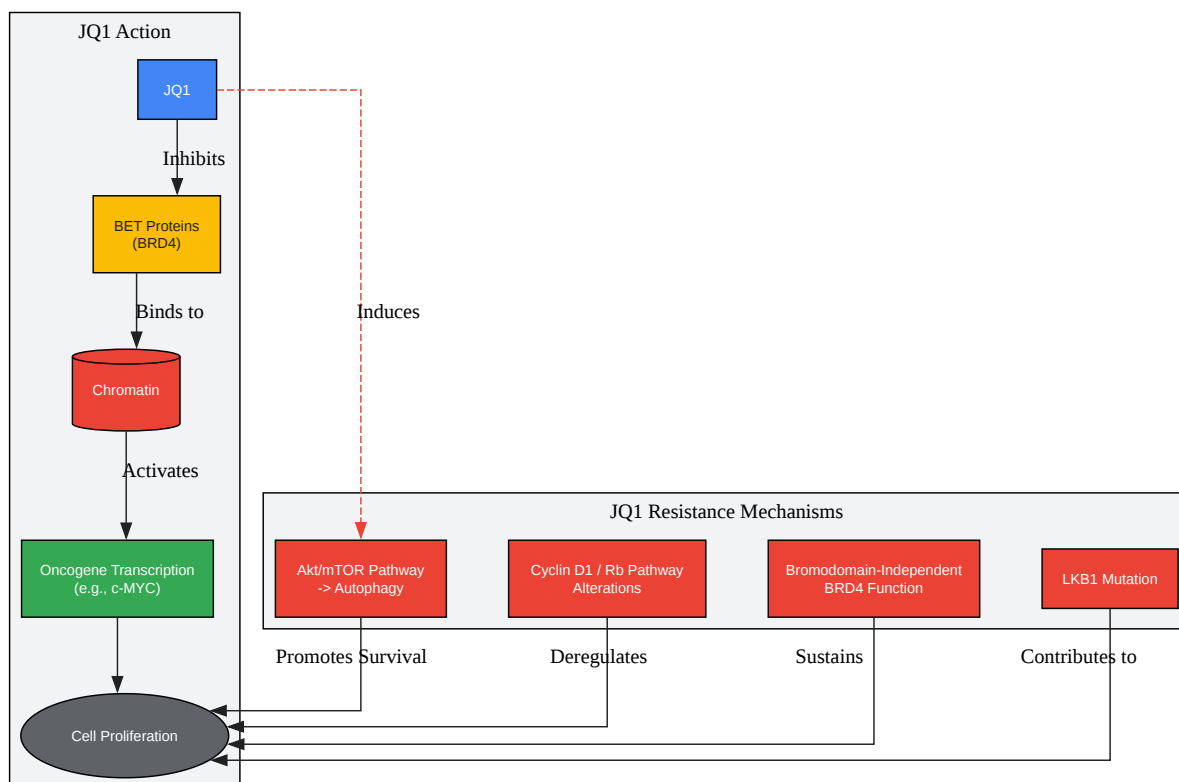 JQ1 Action
JQ1
Inhibits
BET Proteins
(BRD4)
Binds to
Induces
Chromatin
Activates
JQ1 Resistance Mechanisms
Oncogene Transcription
(e.g., c-MYC)
Akt/mTOR Pathway
-> Autophagy
Cyclin D1 / Rb Pathway
Alterations
Bromodomain-Independent
BRD4 Function
LKB1 Mutation
Promotes Survival
Deregulates
Sustains
Contributes to
Cell Proliferation